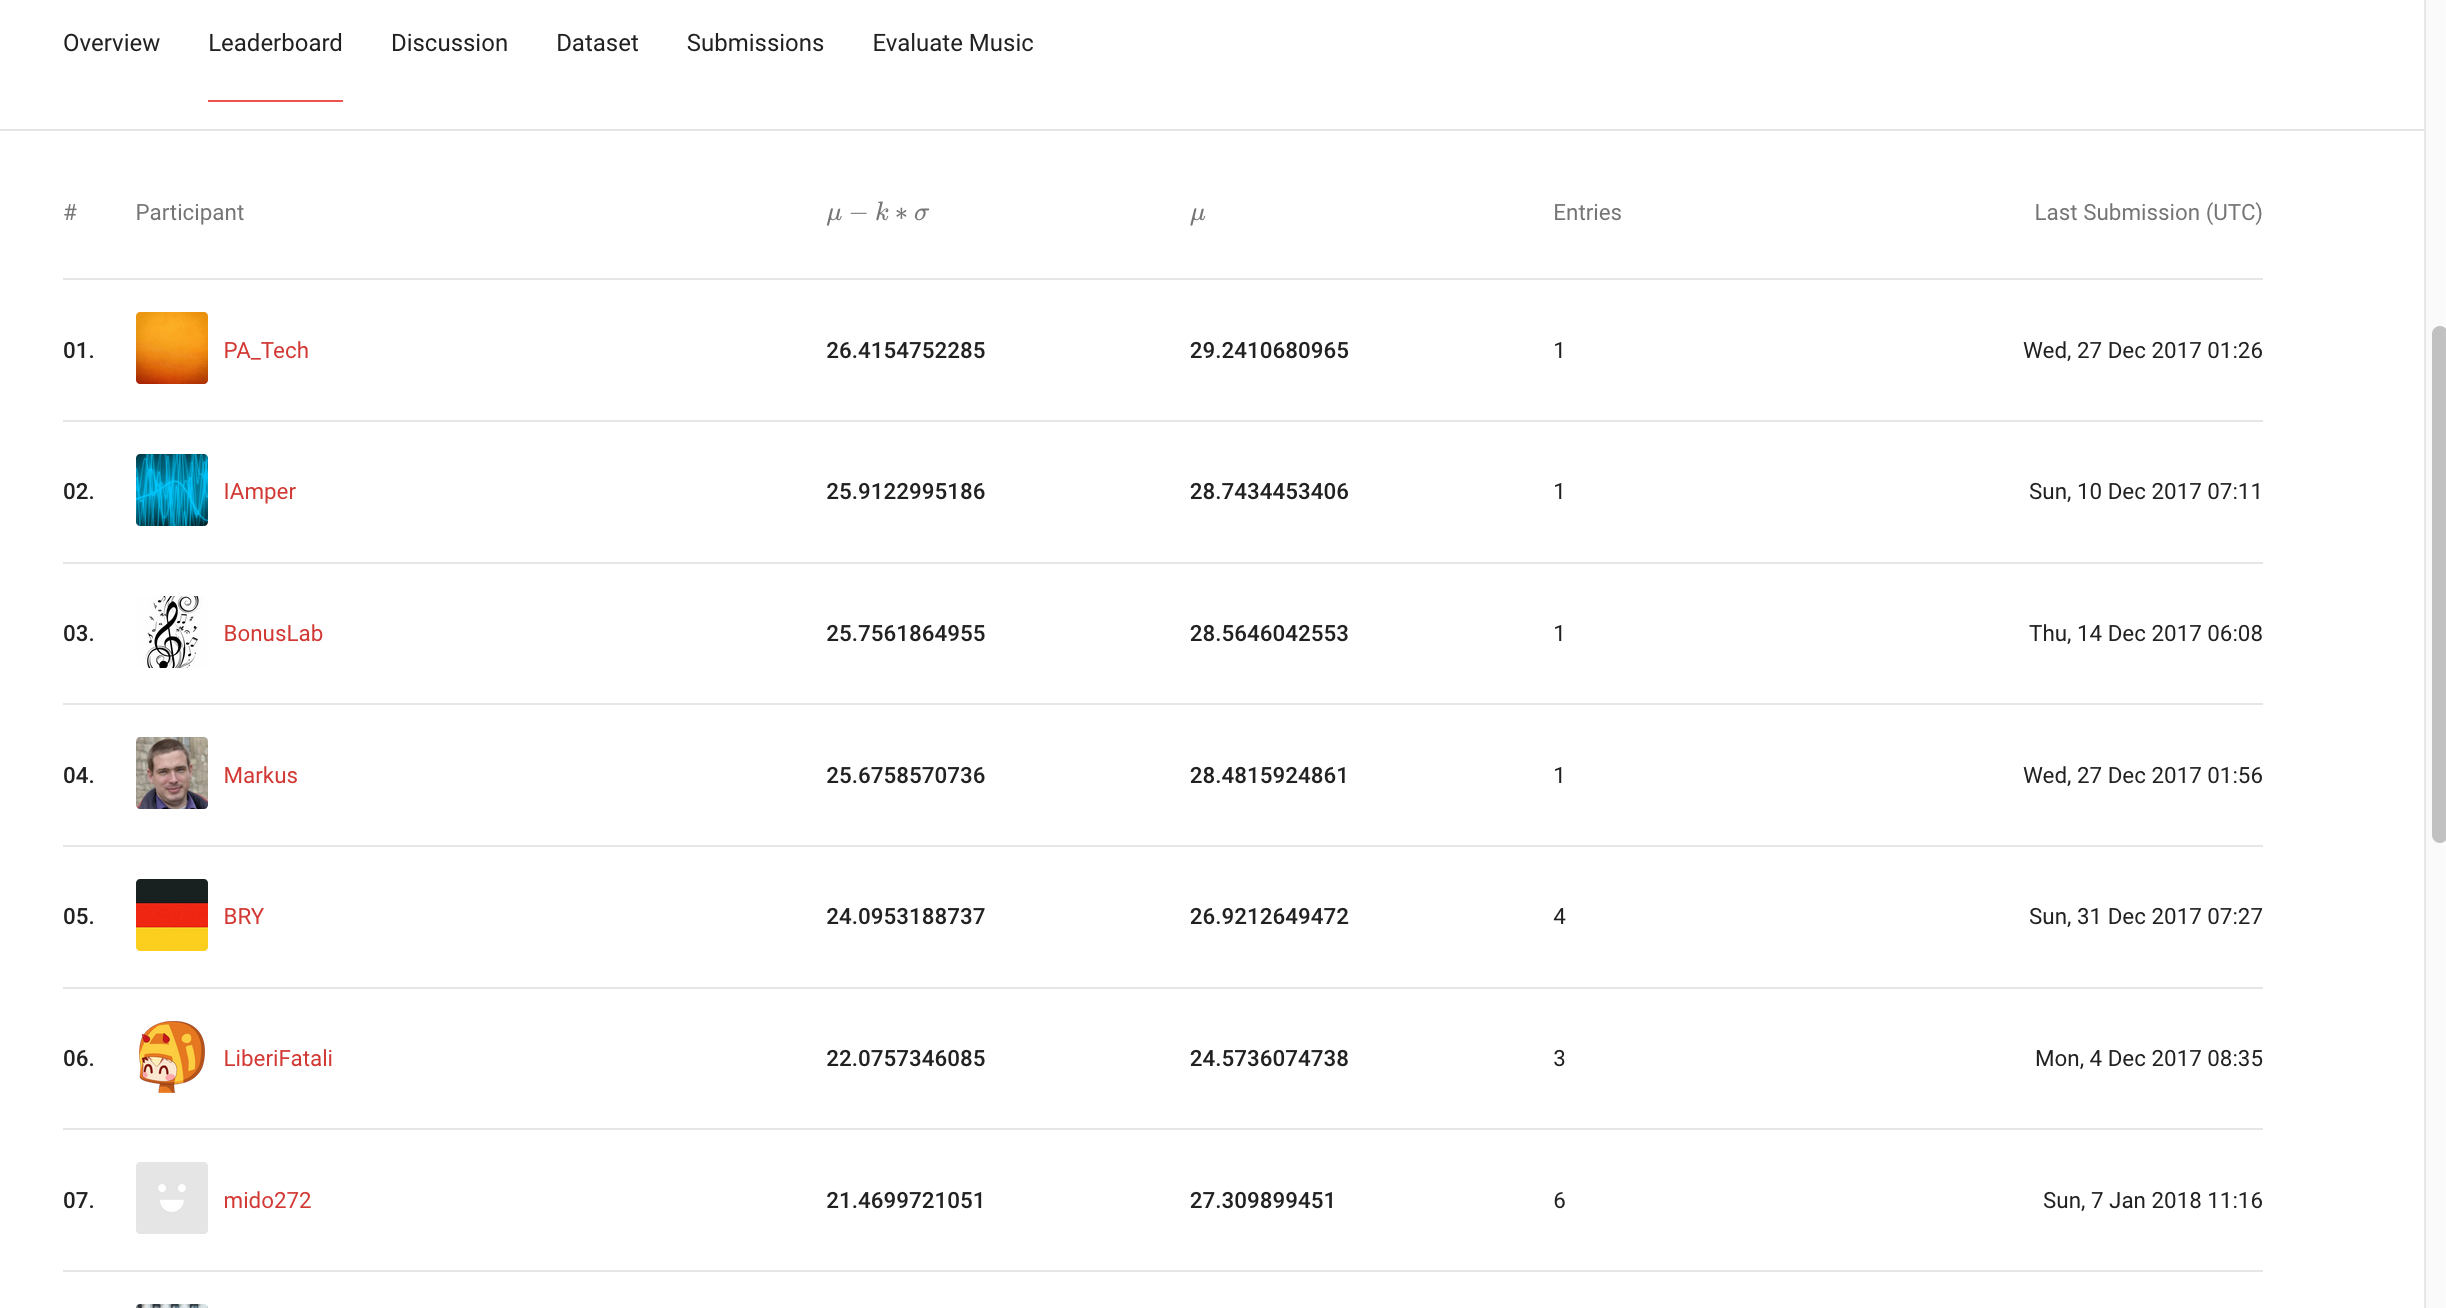 Overview Leaderboard Discussion Dataset Submissions Evaluate Music
# Participant μ − k ∗ σ μ Entries Last Submission (UTC)
01. PA_Tech 26.4154752285 29.2410680965 1 Wed, 27 Dec 2017 01:26
02. IAmper 25.9122995186 28.7434453406 1 Sun, 10 Dec 2017 07:11
03. BonusLab 25.7561864955 28.5646042553 1 Thu, 14 Dec 2017 06:08
04. Markus 25.6758570736 28.4815924861 1 Wed, 27 Dec 2017 01:56
05. BRY 24.0953188737 26.9212649472 4 Sun, 31 Dec 2017 07:27
06. LiberiFatali 22.0757346085 24.5736074738 3 Mon, 4 Dec 2017 08:35
07. mido272 21.4699721051 27.309899451 6 Sun, 7 Jan 2018 11:16